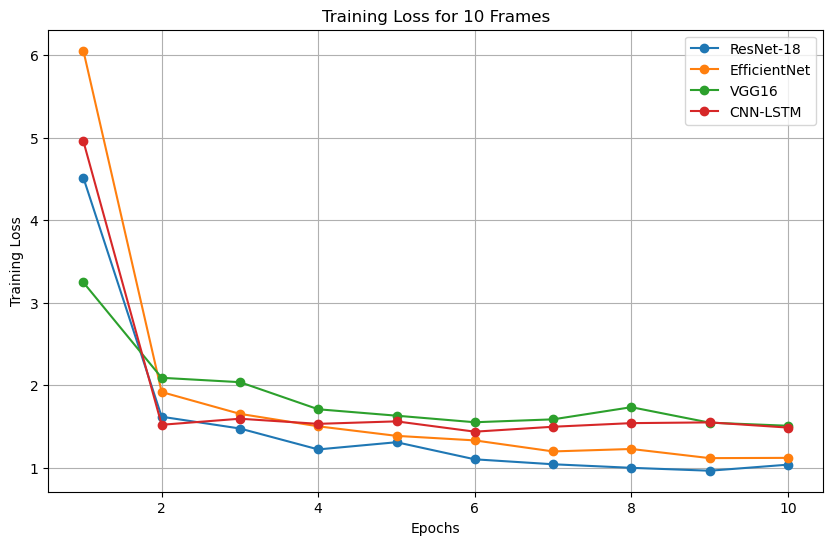 Training Loss for 10 Frames
ResNet-18
EfficientNet
VGG16
CNN-LSTM
Training Loss
6
5
4
3
2
1
2
4
6
8
10
Epochs